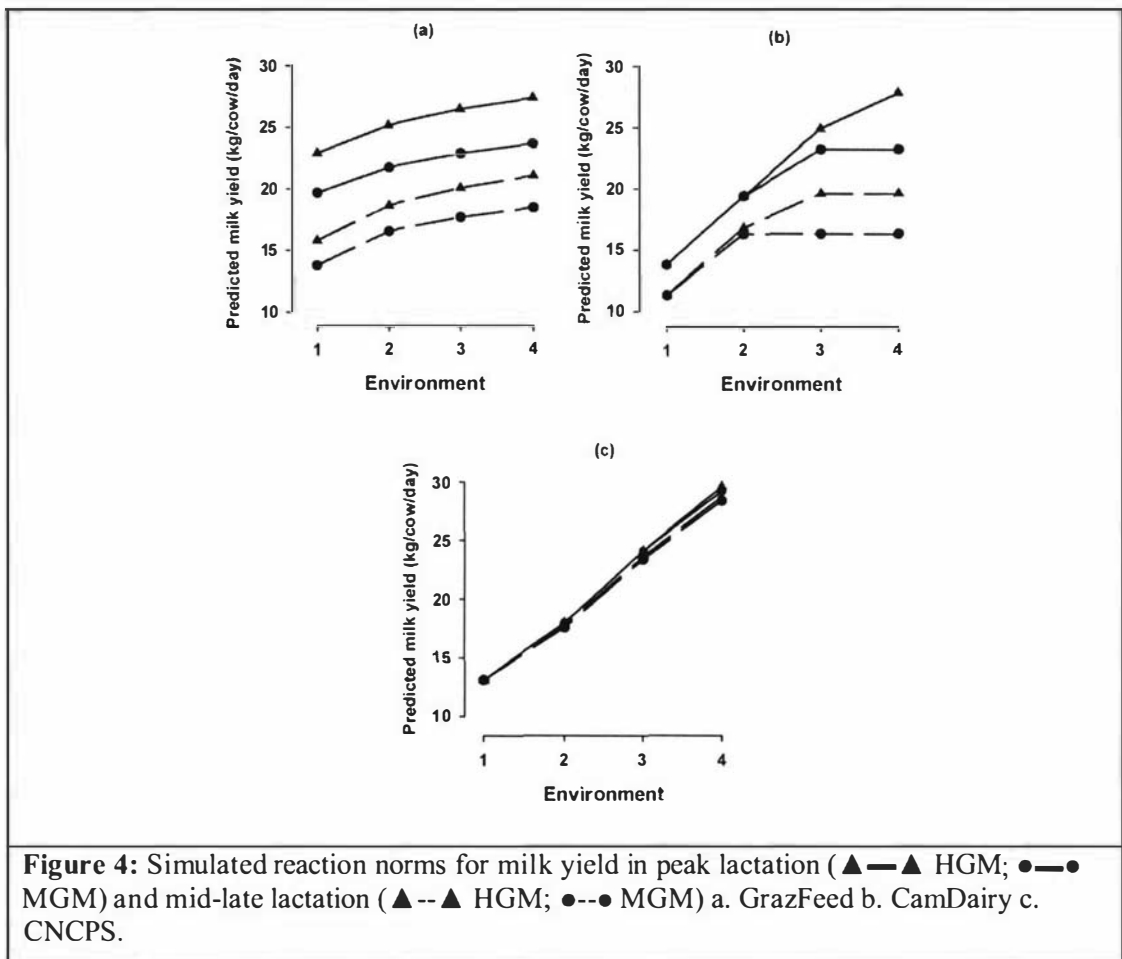 (a)
Predicted milk yield (kg/cow/day)
30
25
20
15
10
1 2 3 4
Environment
(b)
Predicted milk yield (kg/cow/day)
30
25
20
15
10
1 2 3 4
Environment
(c)
Predicted milk yield (kg/cow/day)
30
25
20
15
10
1 2 3 4
Environment
Figure 4: Simulated reaction norms for milk yield in peak lactation (▲—▲ HGM; ●—●
MGM) and mid-late lactation (▲--▲ HGM; ●--● MGM) a. GrazFeed b. CamDairy c.
CNCPS.